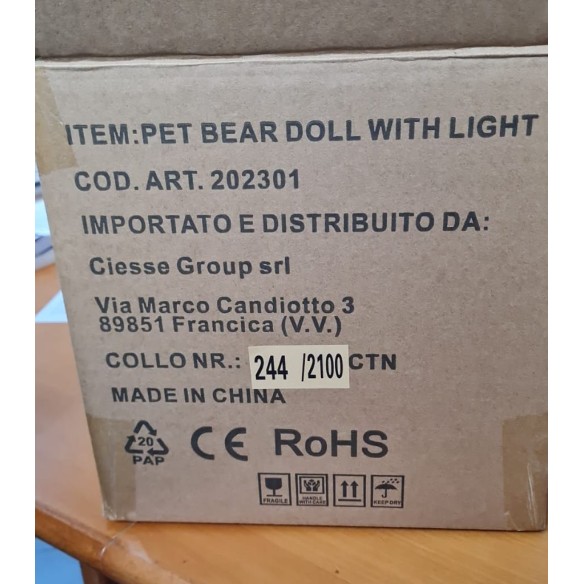 ITEM:PET BEAR DOLL WITH LIGHT
COD. ART. 202301
IMPORTATO E DISTRIBUITO DA:
Ciesse Group srl
Via Marco Candiotto 3
89851 Francica (V.V.)
COLLO NR.: 244 /2100 CTN
MADE IN CHINA
20
PAP
CE RoHS
FRAGILE HANDLE WITH CARE KEEP DRY